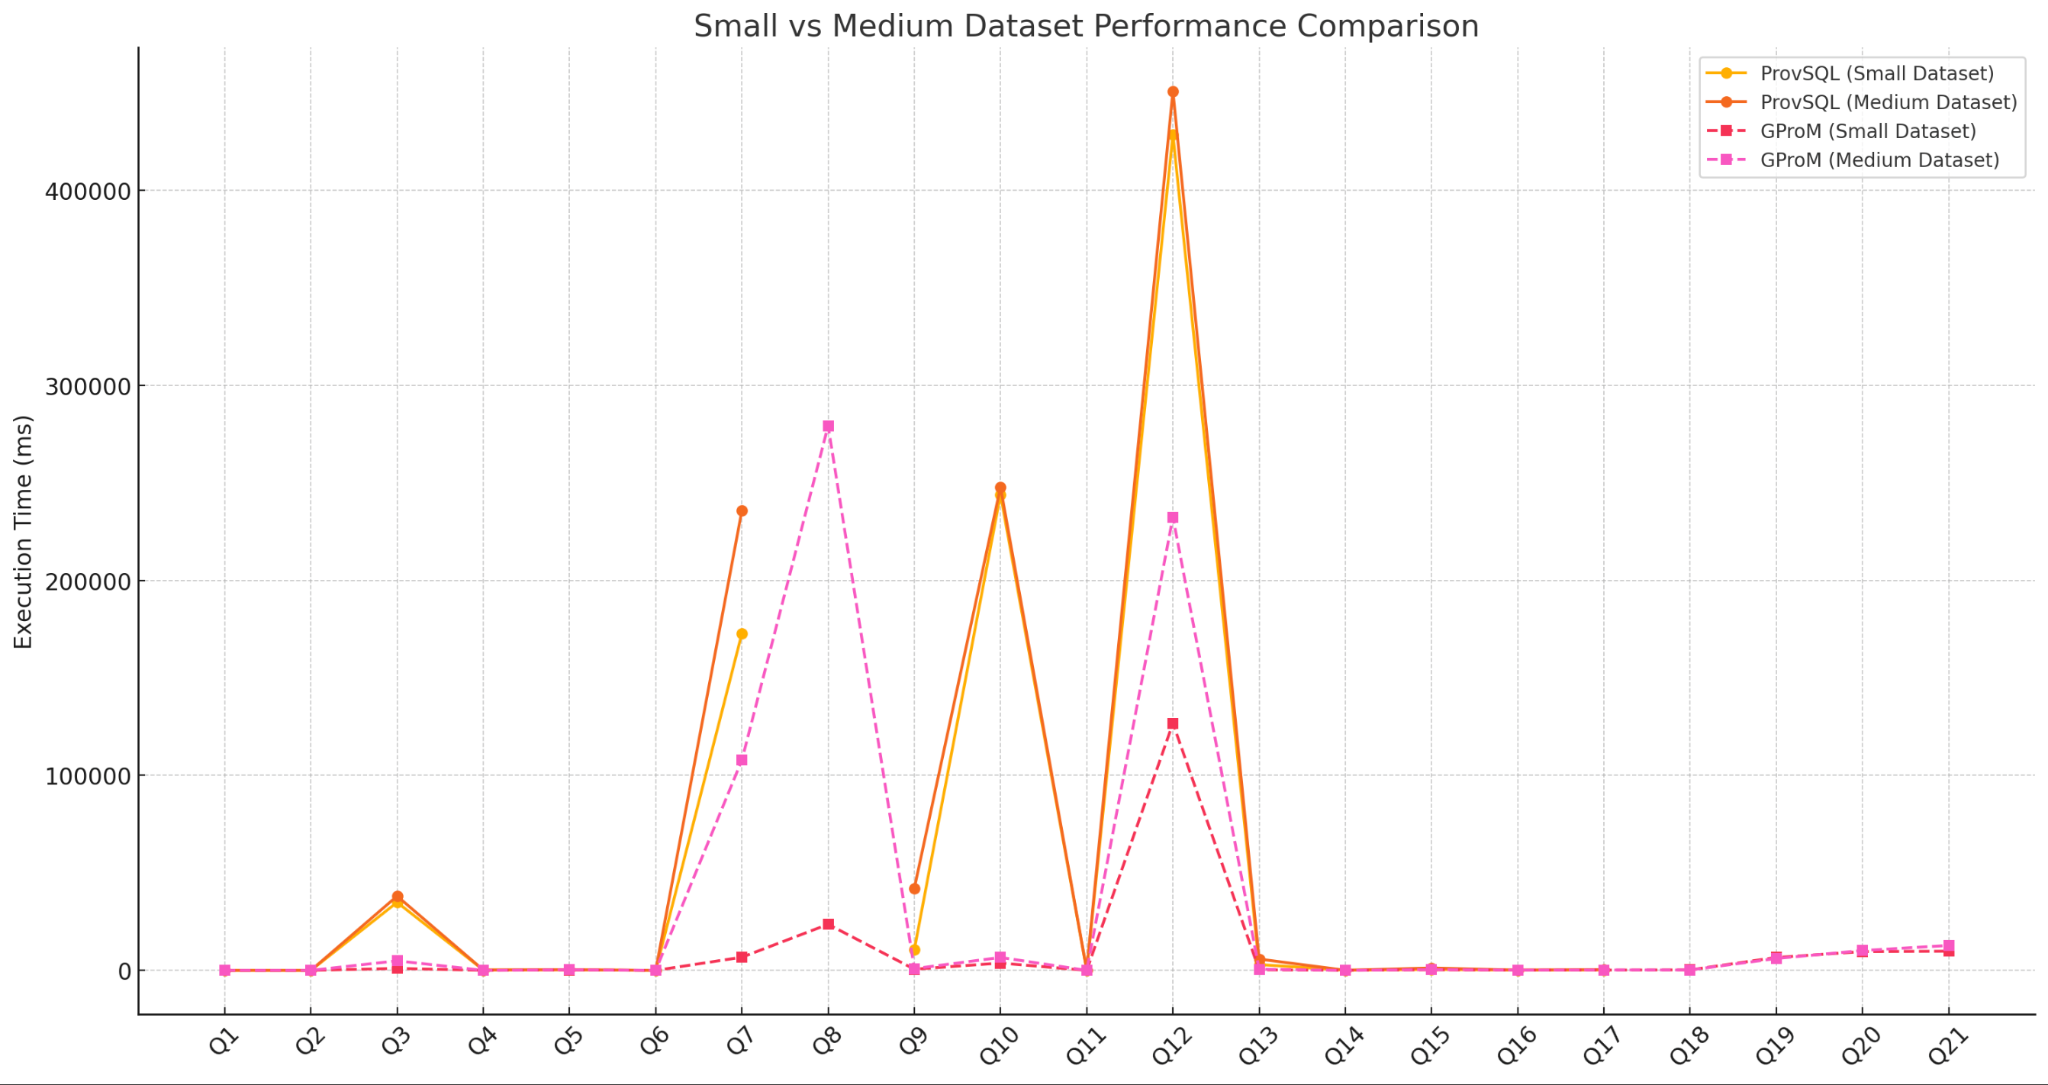 Small vs Medium Dataset Performance Comparison
ProvSQL (Small Dataset)
ProvSQL (Medium Dataset)
GProM (Small Dataset)
GProM (Medium Dataset)
Execution Time (ms)
400000
300000
200000
100000
0
Q1 Q2 Q3 Q4 Q5 Q6 Q7 Q8 Q9 Q10 Q11 Q12 Q13 Q14 Q15 Q16 Q17 Q18 Q19 Q20 Q21